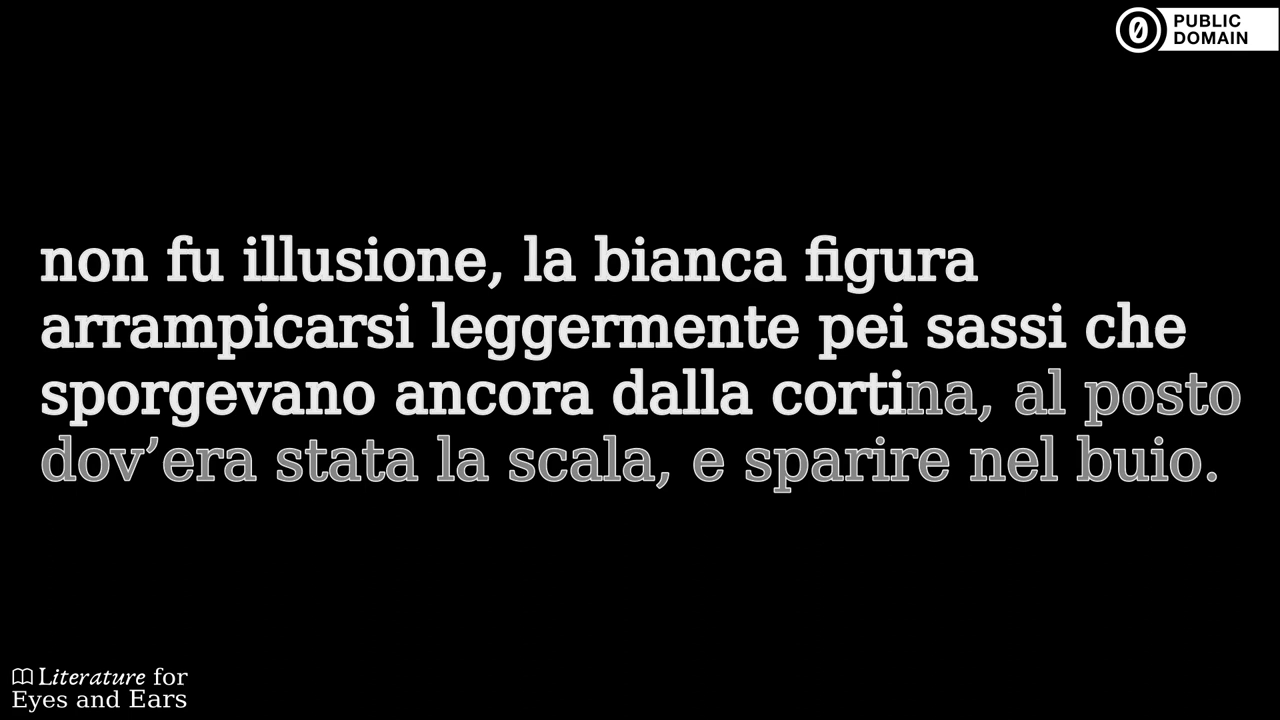 PUBLIC
DOMAIN
non fu illusione, la bianca figura
arrampicarsi leggermente pei sassi che
sporgevano ancora dalla cortina, al posto
dov’era stata la scala, e sparire nel buio.
Literature for
Eyes and Ears